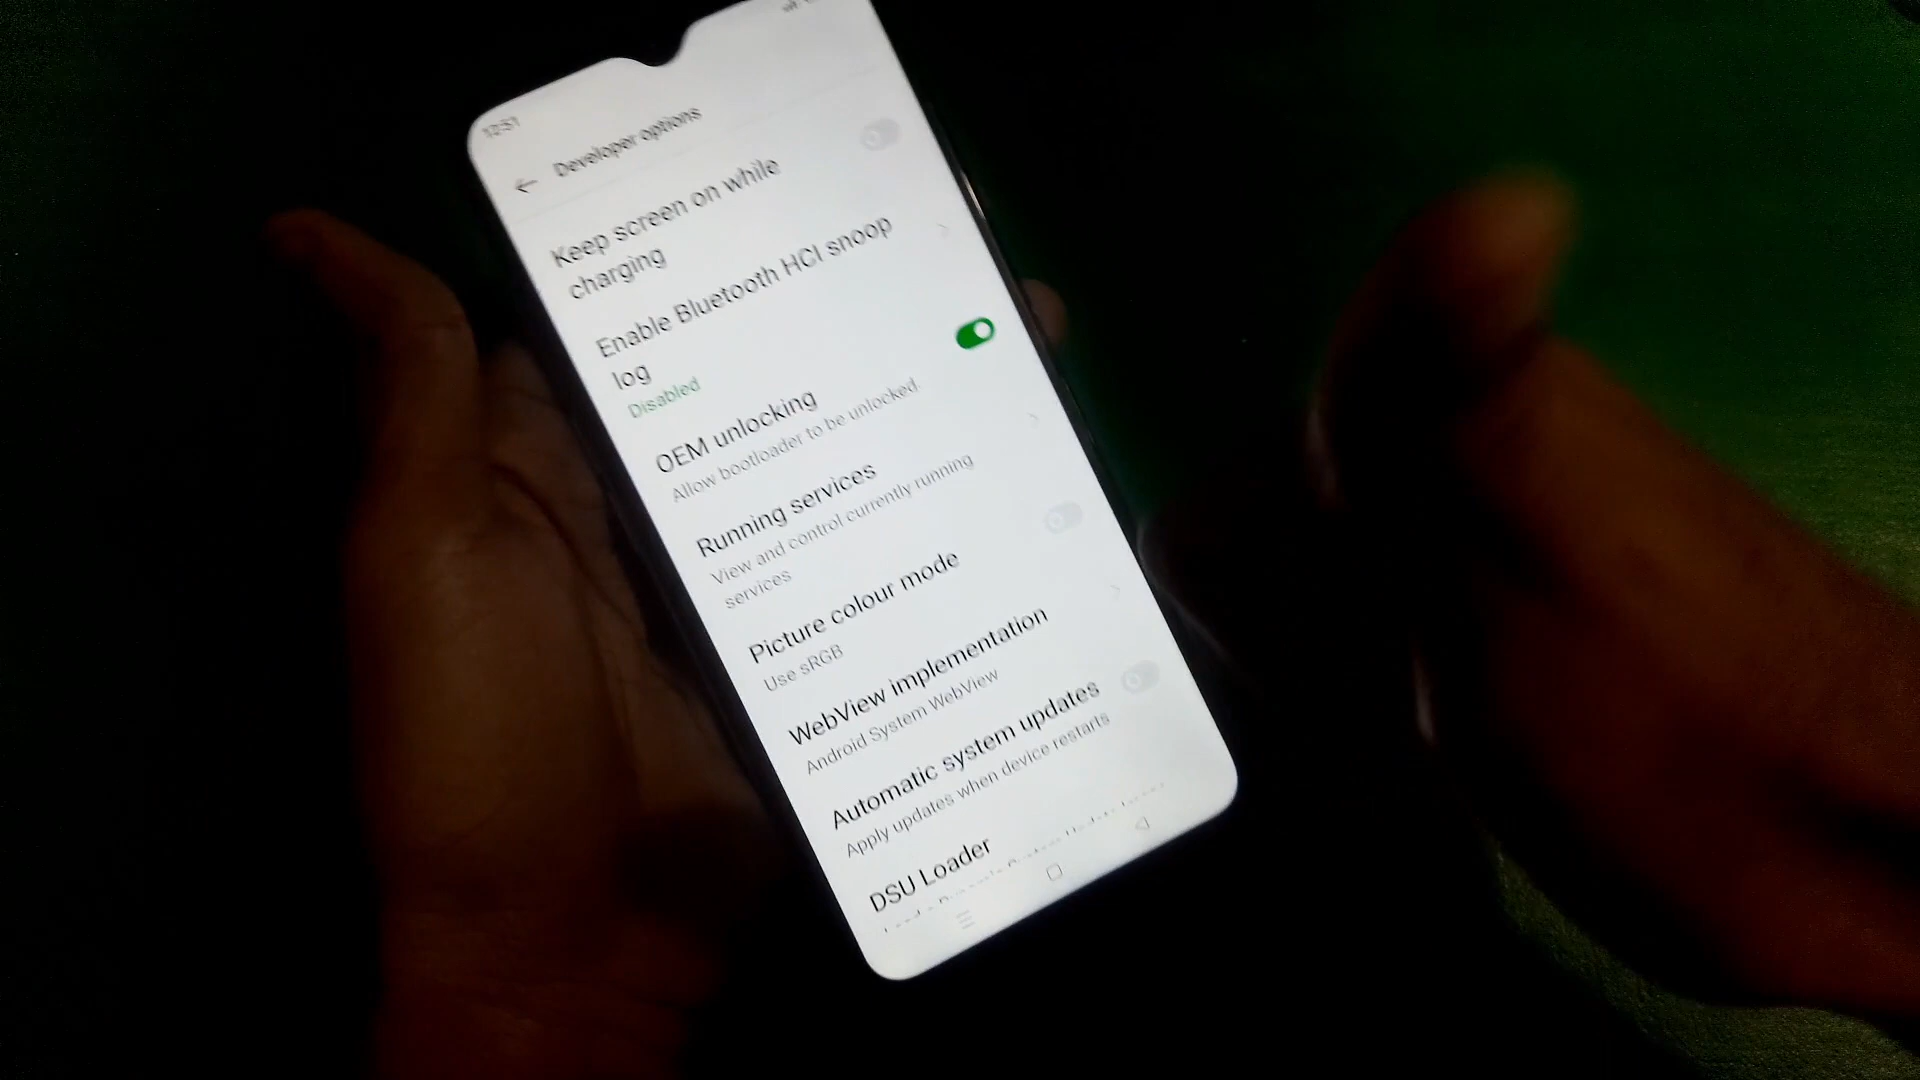 Developer options
Keep screen on while
charging
Enable Bluetooth HCI snoop
log
Disabled
OEM unlocking
Allow bootloader to be unlocked.
Running services
View and control currently running
services
Picture colour mode
Use sRGB
WebView implementation
Android System WebView
Automatic system updates
Apply updates when device restarts
DSU Loader